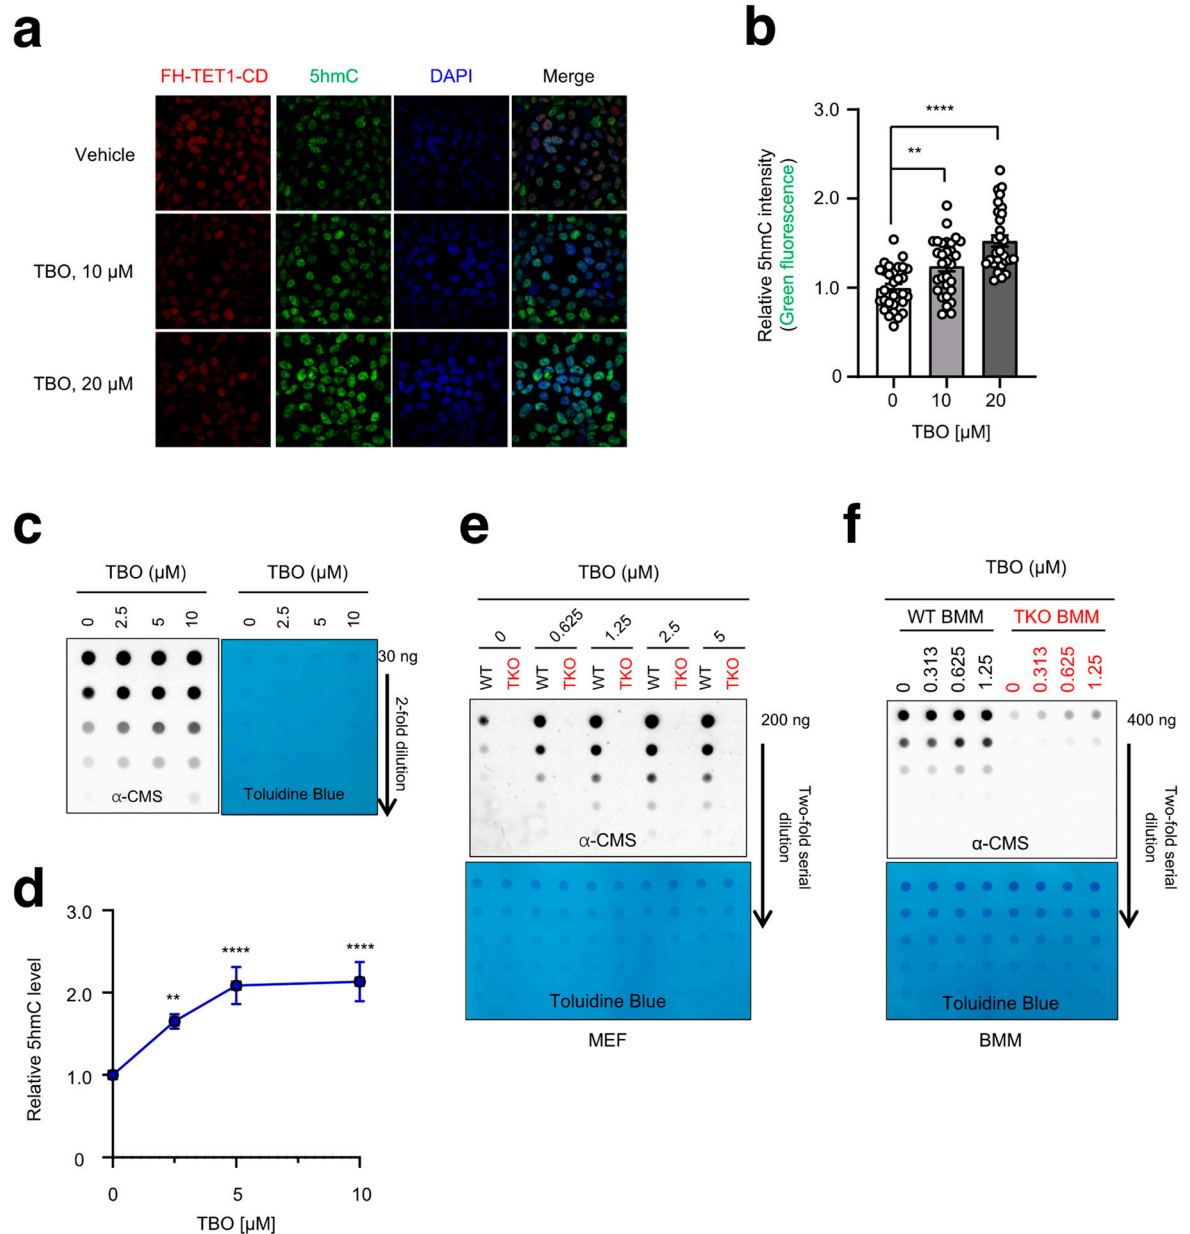 a
FH-TET1-CD 5hmC DAPI Merge
Vehicle
TBO, 10 µM
TBO, 20 µM
b
Relative 5hmC intensity
(Green fluorescence)
3.0
2.0
1.0
0
****
**
0 10 20
TBO [µM]
c
TBO (µM) TBO (µM)
0 2.5 5 10 0 2.5 5 10
30 ng
2-fold dilution
α-CMS Toluidine Blue
d
Relative 5hmC level
3.0
2.0
1.0
0
** **** ****
0 5 10
TBO [µM]
e
TBO (µM)
0 0.625 1.25 2.5 5
WT TKO WT TKO WT TKO WT TKO WT TKO
200 ng
Two-fold serial
dilution
α-CMS
Toluidine Blue
MEF
f
TBO (µM)
WT BMM TKO BMM
0 0.313 0.625 1.25 0 0.313 0.625 1.25
400 ng
Two-fold serial
dilution
α-CMS
Toluidine Blue
BMM